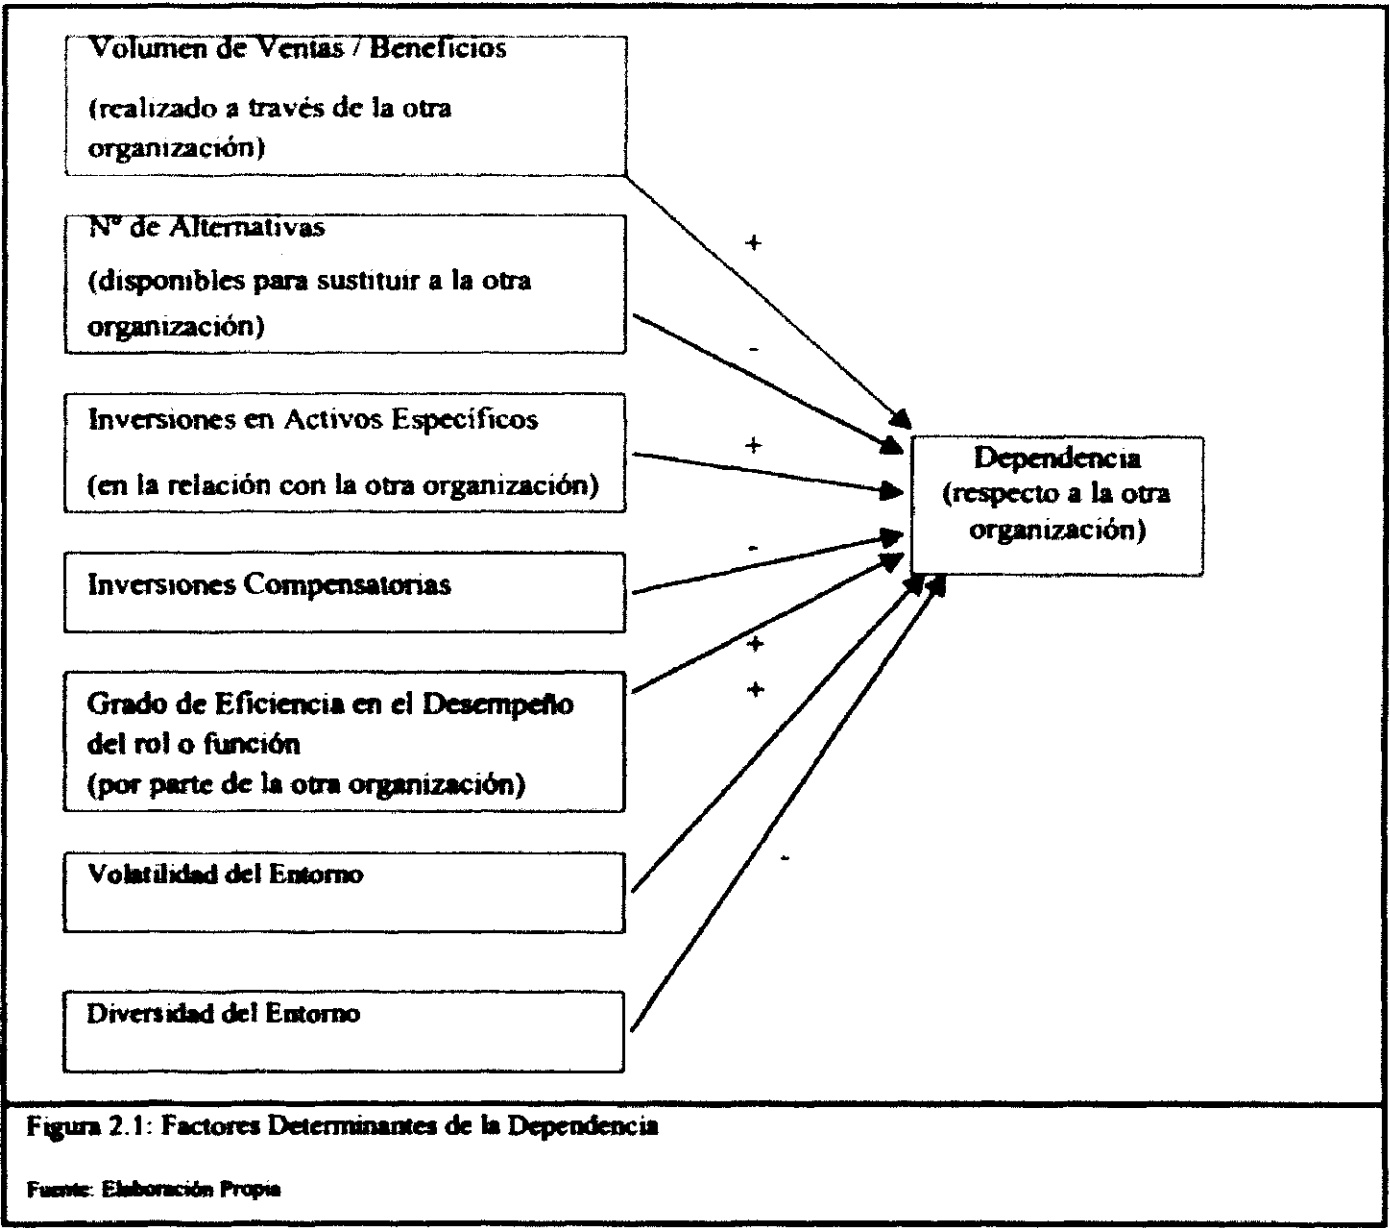 Volumen de Ventas / Beneficios
(realizado a través de la otra
organización)
+
Nº de Alternativas
(disponibles para sustituir a la otra
organización)
-
Inversiones en Activos Específicos
(en la relación con la otra organización)
+
Dependencia
(respecto a la otra
organización)
-
Inversiones Compensatorias
+
+
Grado de Eficiencia en el Desempeño
del rol o función
(por parte de la otra organización)
Volatilidad del Entorno
-
Diversidad del Entorno
Figura 2.1: Factores Determinantes de la Dependencia
Fuente: Elaboración Propia